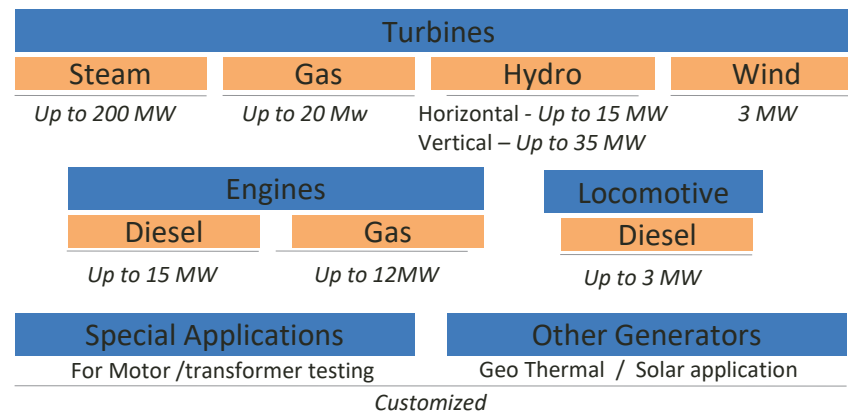 Turbines
Steam Gas Hydro Wind
Up to 200 MW Up to 20 Mw Horizontal - Up to 15 MW 3 MW
Vertical – Up to 35 MW
Engines Locomotive
Diesel Gas Diesel
Up to 15 MW Up to 12MW Up to 3 MW
Special Applications Other Generators
For Motor /transformer testing Geo Thermal / Solar application
Customized